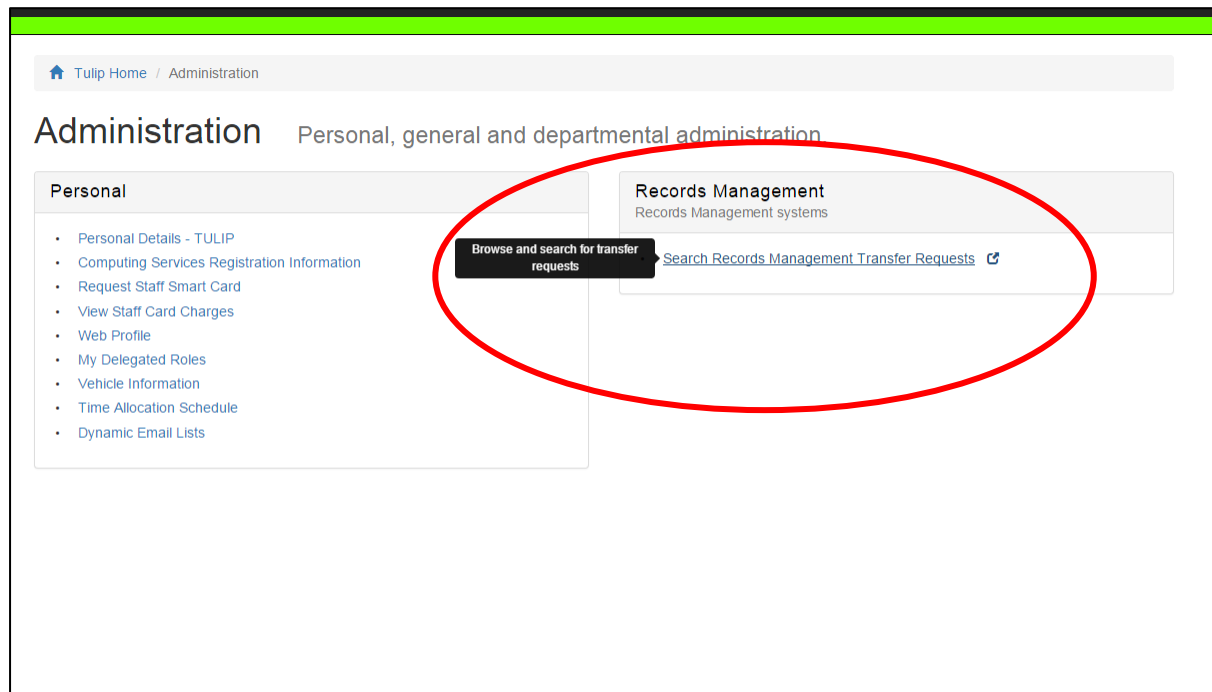 Tulip Home / Administration
Administration Personal, general and departmental administration
Personal
• Personal Details - TULIP
• Computing Services Registration Information
• Request Staff Smart Card
• View Staff Card Charges
• Web Profile
• My Delegated Roles
• Vehicle Information
• Time Allocation Schedule
• Dynamic Email Lists
Records Management
Records Management systems
Browse and search for transfer
requests
Search Records Management Transfer Requests